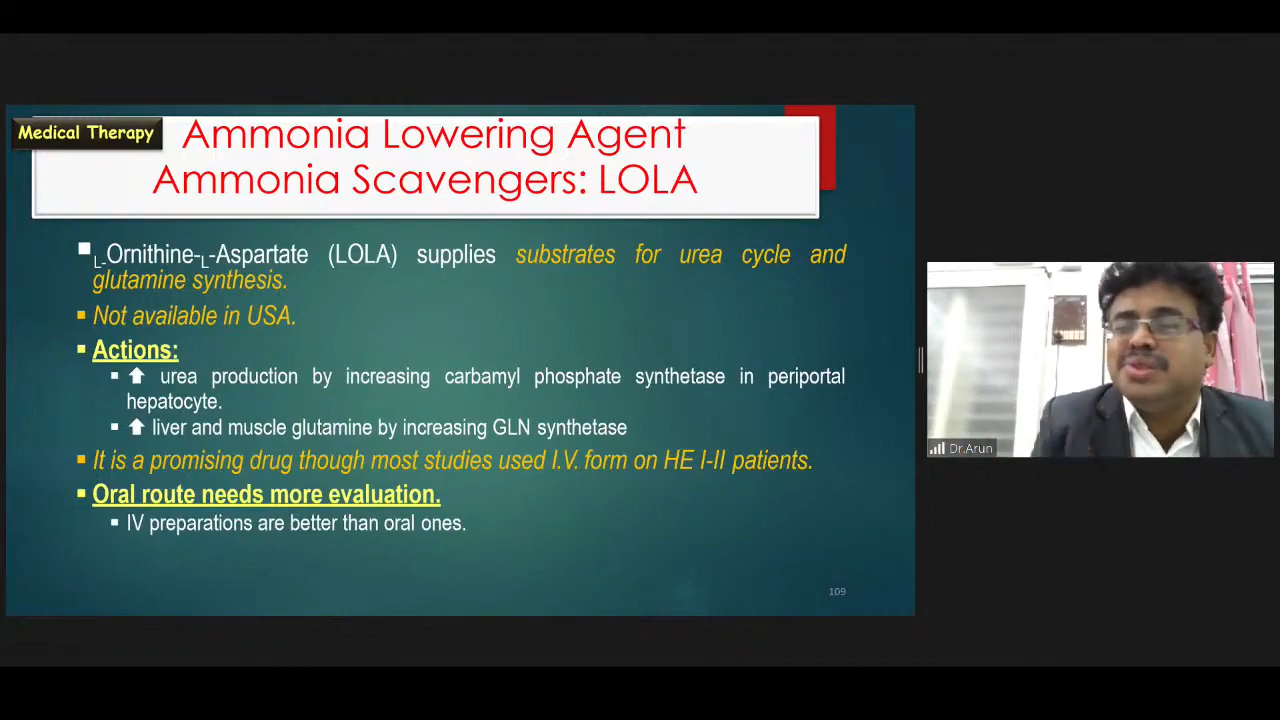 Medical Therapy
Ammonia Lowering Agent
Ammonia Scavengers: LOLA
L-Ornithine-L-Aspartate (LOLA) supplies substrates for urea cycle and
glutamine synthesis.
Not available in USA.
Actions:
⬆ urea production by increasing carbamyl phosphate synthetase in periportal
hepatocyte.
⬆ liver and muscle glutamine by increasing GLN synthetase
It is a promising drug though most studies used I.V. form on HE I-II patients.
Oral route needs more evaluation.
IV preparations are better than oral ones.
109
Dr.Arun